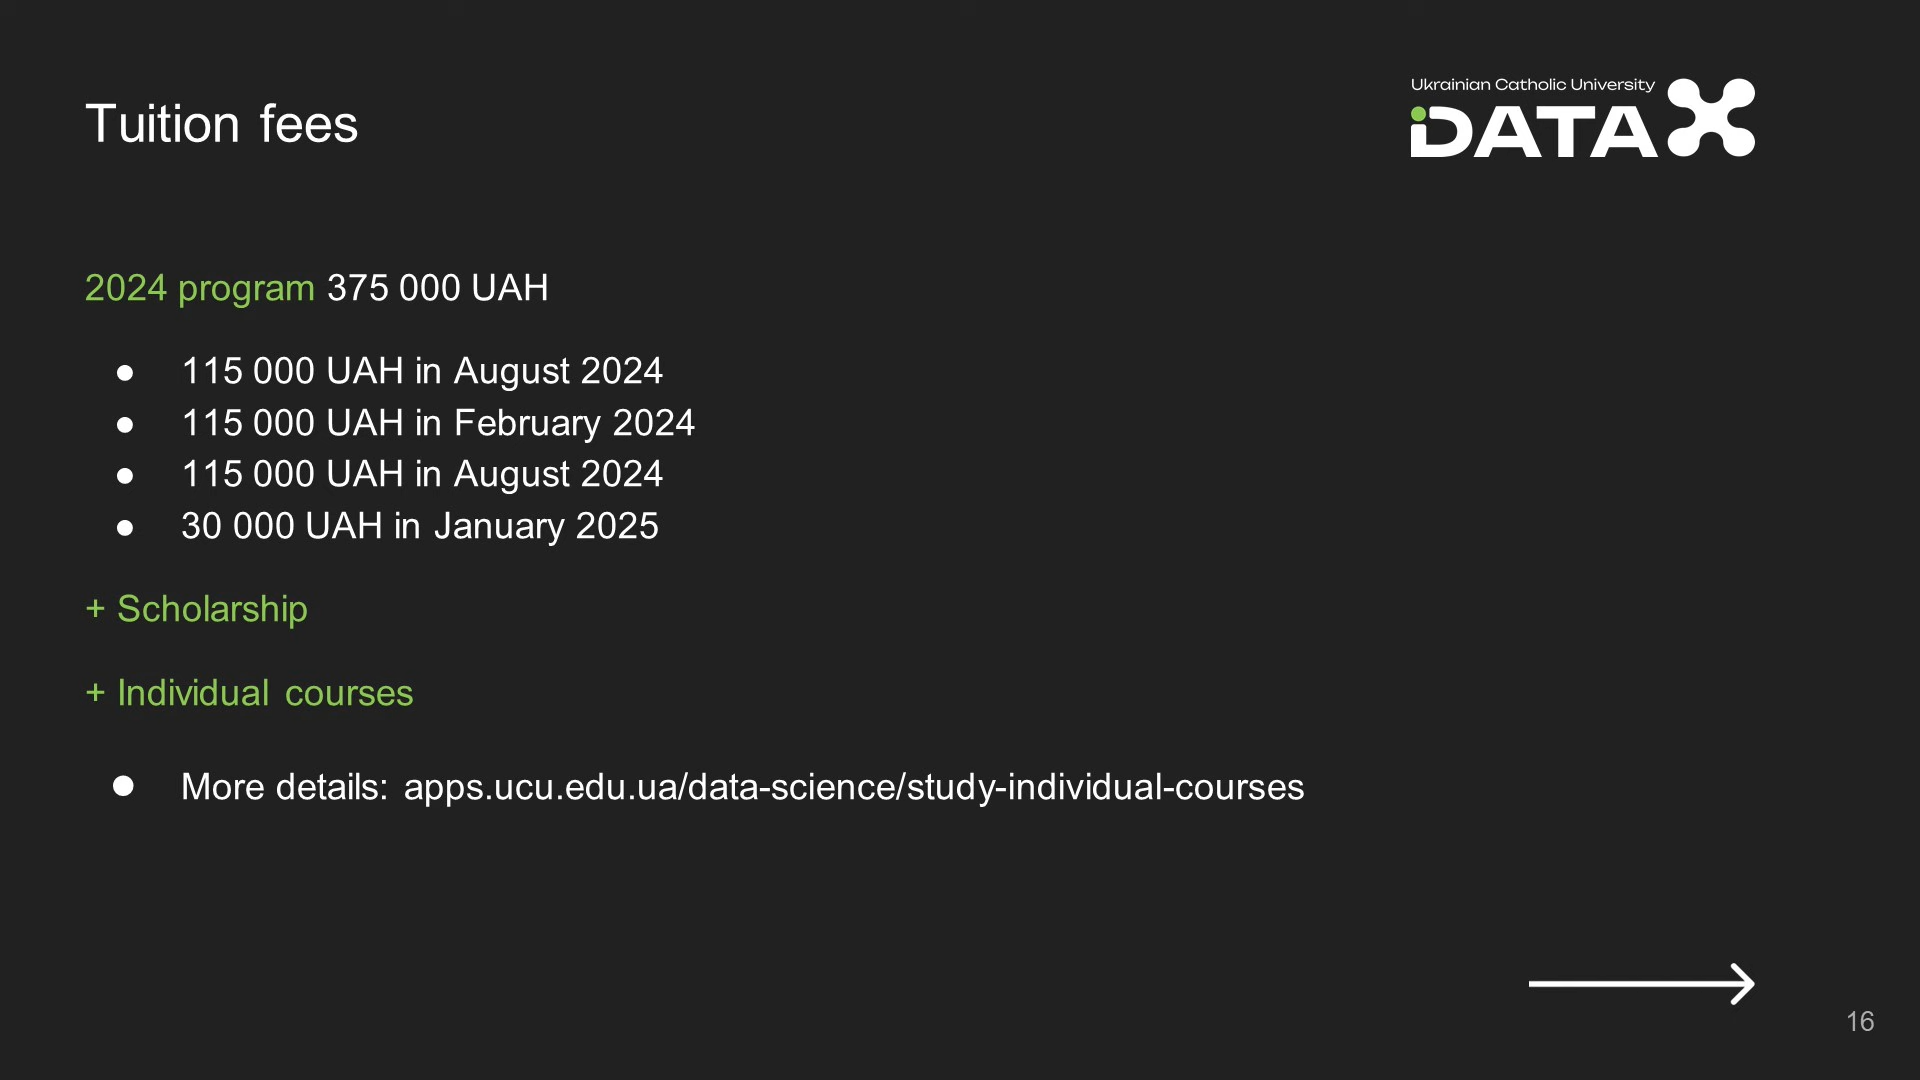 Tuition fees
Ukrainian Catholic University
iDATA
2024 program 375 000 UAH
● 115 000 UAH in August 2024
● 115 000 UAH in February 2024
● 115 000 UAH in August 2024
● 30 000 UAH in January 2025
+ Scholarship
+ Individual courses
● More details: apps.ucu.edu.ua/data-science/study-individual-courses
16